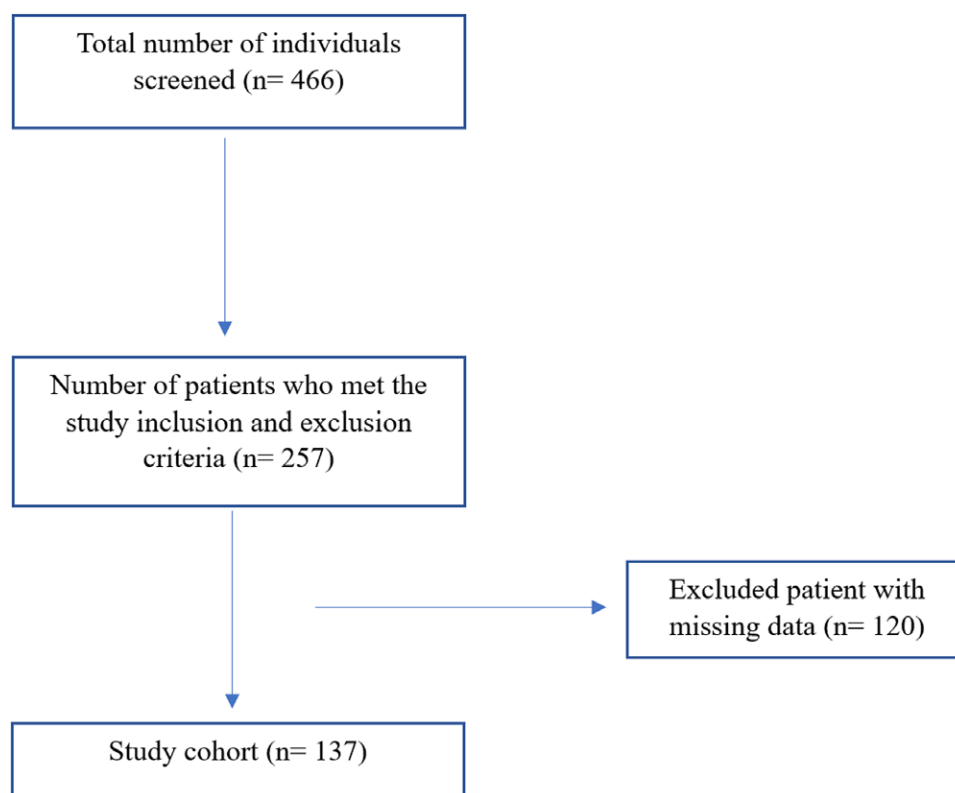 Total number of individuals
screened (n= 466)
Number of patients who met the
study inclusion and exclusion
criteria (n= 257)
Excluded patient with
missing data (n= 120)
Study cohort (n= 137)